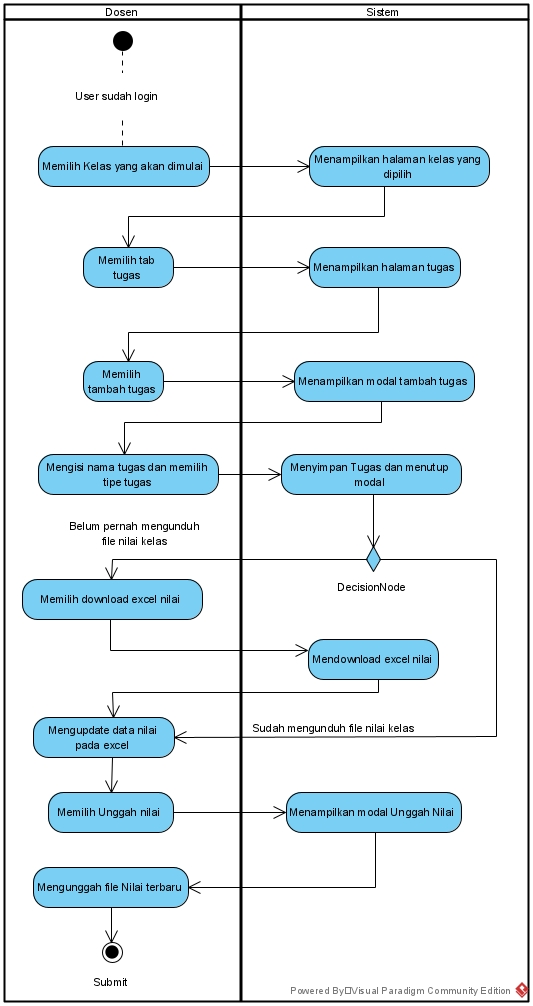 Dosen
Sistem
User sudah login
Memilih Kelas yang akan dimulai
Menampilkan halaman kelas yang
dipilih
Memilih tab
tugas
Menampilkan halaman tugas
Memilih
tambah tugas
Menampilkan modal tambah tugas
Mengisi nama tugas dan memilih
tipe tugas
Menyimpan Tugas dan menutup
modal
Belum pernah mengunduh
file nilai kelas
DecisionNode
Memilih download excel nilai
Mendownload excel nilai
Mengupdate data nilai
pada excel
Sudah mengunduh file nilai kelas
Memilih Unggah nilai
Menampilkan modal Unggah Nilai
Mengunggah file Nilai terbaru
Submit
Powered By□Visual Paradigm Community Edition